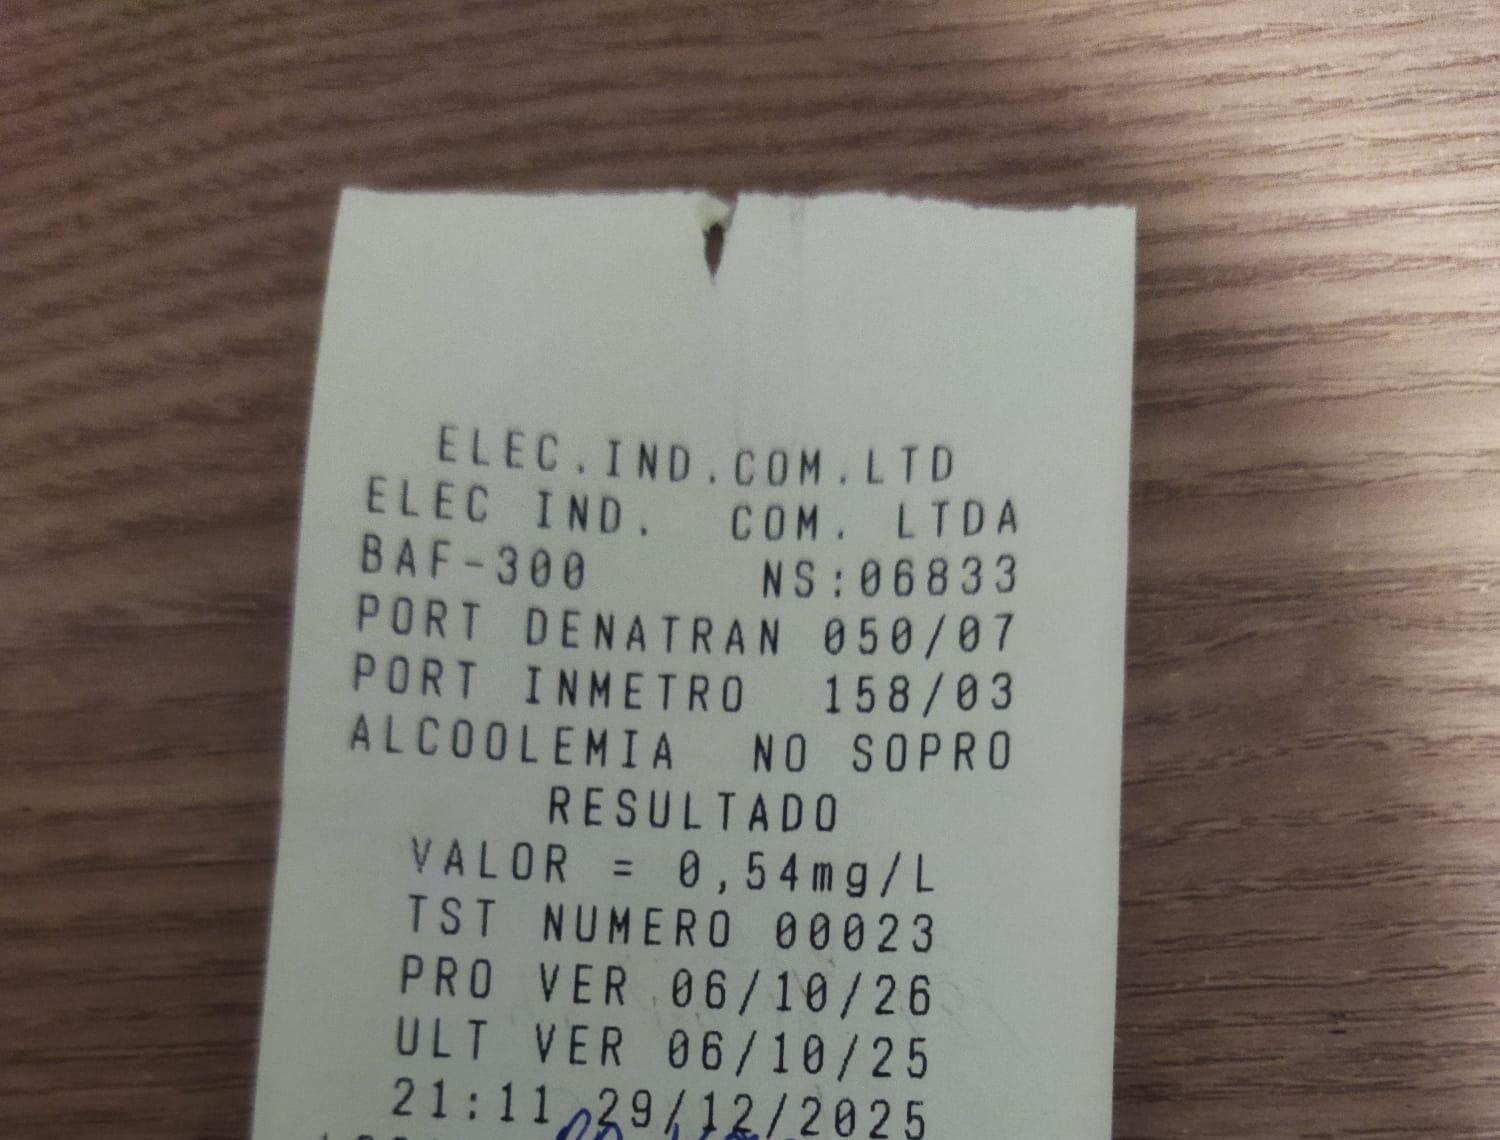 ELEC.IND.COM.LTD
ELEC IND. COM. LTDA
BAF-300 NS:06833
PORT DENATRAN 050/07
PORT INMETRO 158/03
ALCOOLEMIA NO SOPRO
RESULTADO
VALOR = 0,54mg/L
TST NUMERO 00023
PRO VER 06/10/26
ULT VER 06/10/25
21:11 29/12/2025